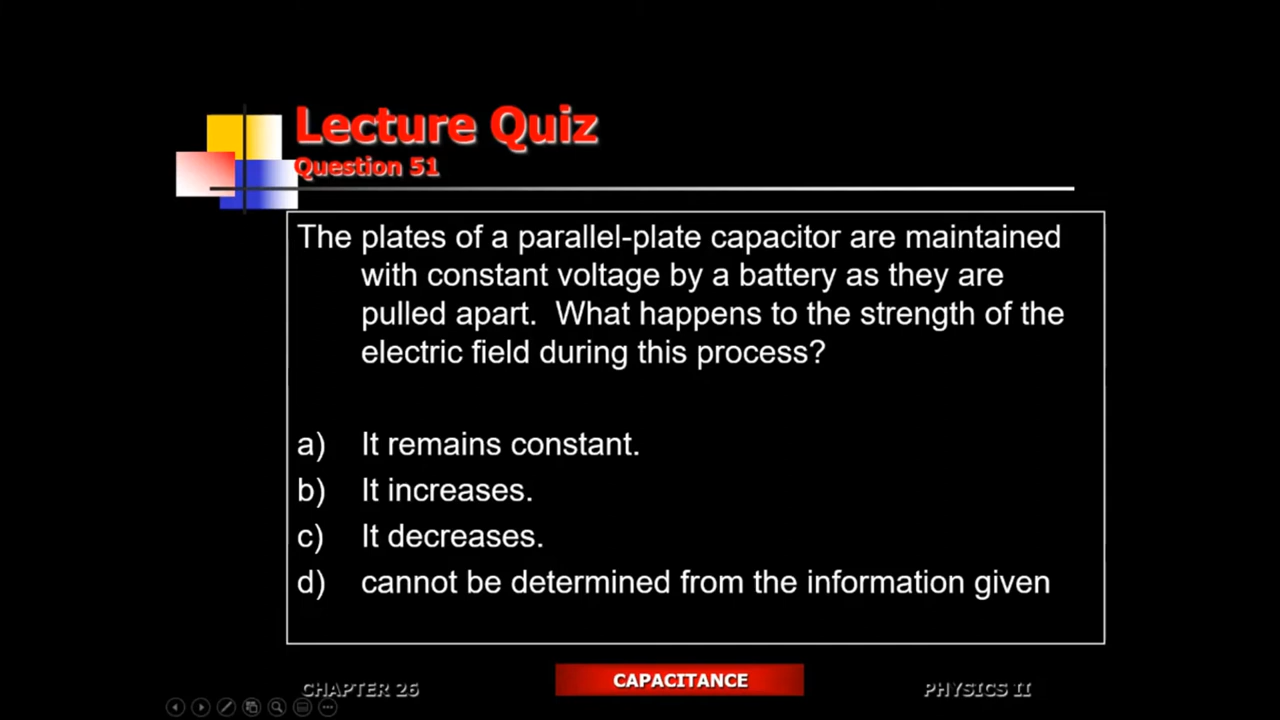 Lecture Quiz
Question 51
The plates of a parallel-plate capacitor are maintained
with constant voltage by a battery as they are
pulled apart. What happens to the strength of the
electric field during this process?
a) It remains constant.
b) It increases.
c) It decreases.
d) cannot be determined from the information given
CHAPTER 26
CAPACITANCE
PHYSICS II